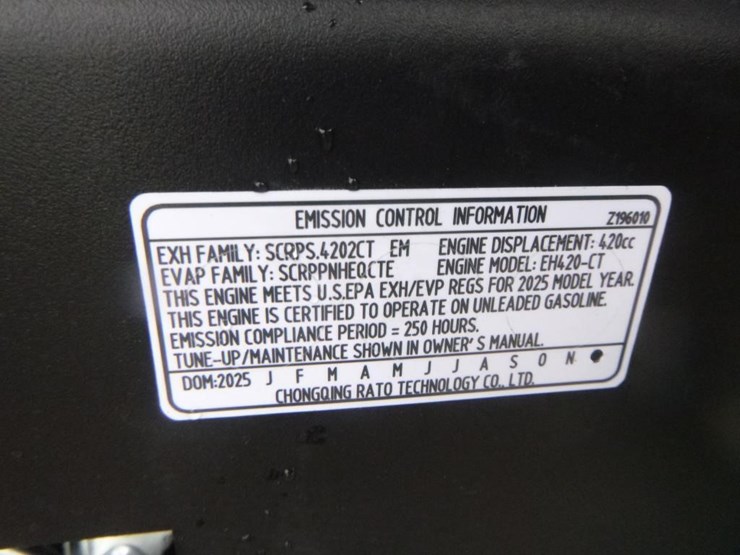 EMISSION CONTROL INFORMATION Z196010
EXH FAMILY: SCRPS.4202CT EM ENGINE DISPLACEMENT: 420cc
EVAP FAMILY: SCRPPNHEQCTE ENGINE MODEL: EH420-CT
THIS ENGINE MEETS U.S.EPA EXH/EVP REGS FOR 2025 MODEL YEAR.
THIS ENGINE IS CERTIFIED TO OPERATE ON UNLEADED GASOLINE.
EMISSION COMPLIANCE PERIOD = 250 HOURS.
TUNE-UP/MAINTENANCE SHOWN IN OWNER'S MANUAL.
DOM:2025 J F M A M J J A S O N ●
CHONGQING RATO TECHNOLOGY CO., LTD.